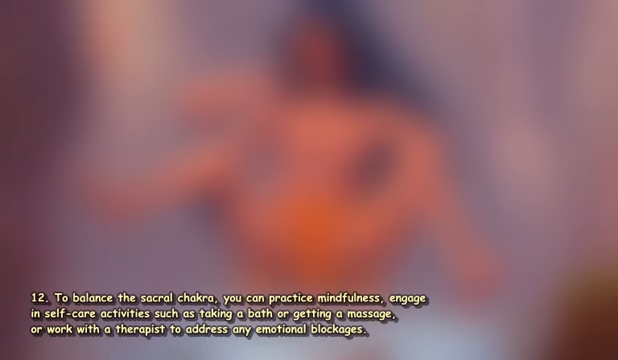 12. To balance the sacral chakra, you can practice mindfulness, engage
in self-care activities such as taking a bath or getting a massage,
or work with a therapist to address any emotional blockages.